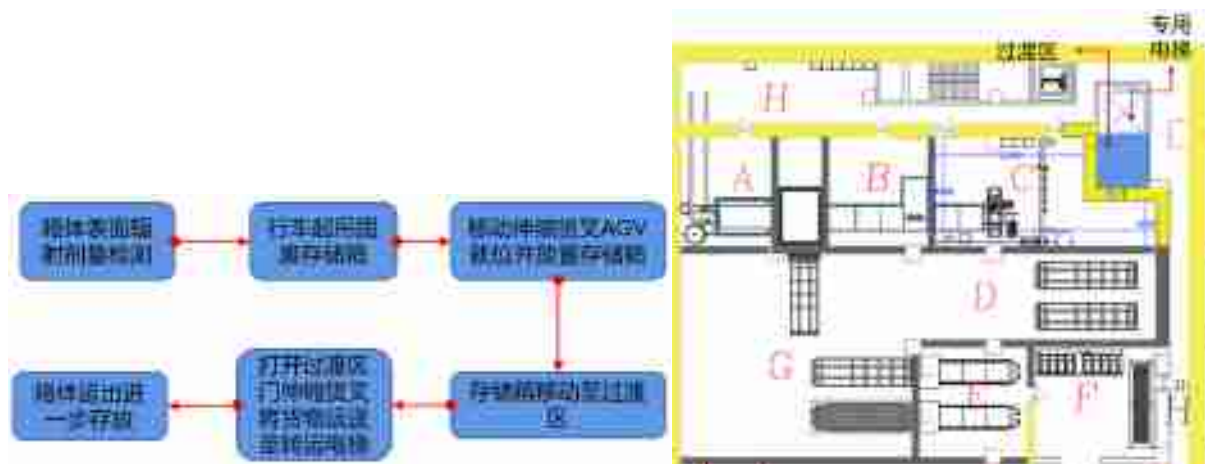 箱体表面辐
射剂量检测
行车起吊固
废存储箱
移动伸缩货叉AGV
就位并放置存储箱
箱体运出进
一步存放
打开过渡区
门伸缩货叉
将货物运送
至转运电梯
存储箱移动至过渡
区
专用
电梯
过渡区
H
A
B
C
D
G
E
F